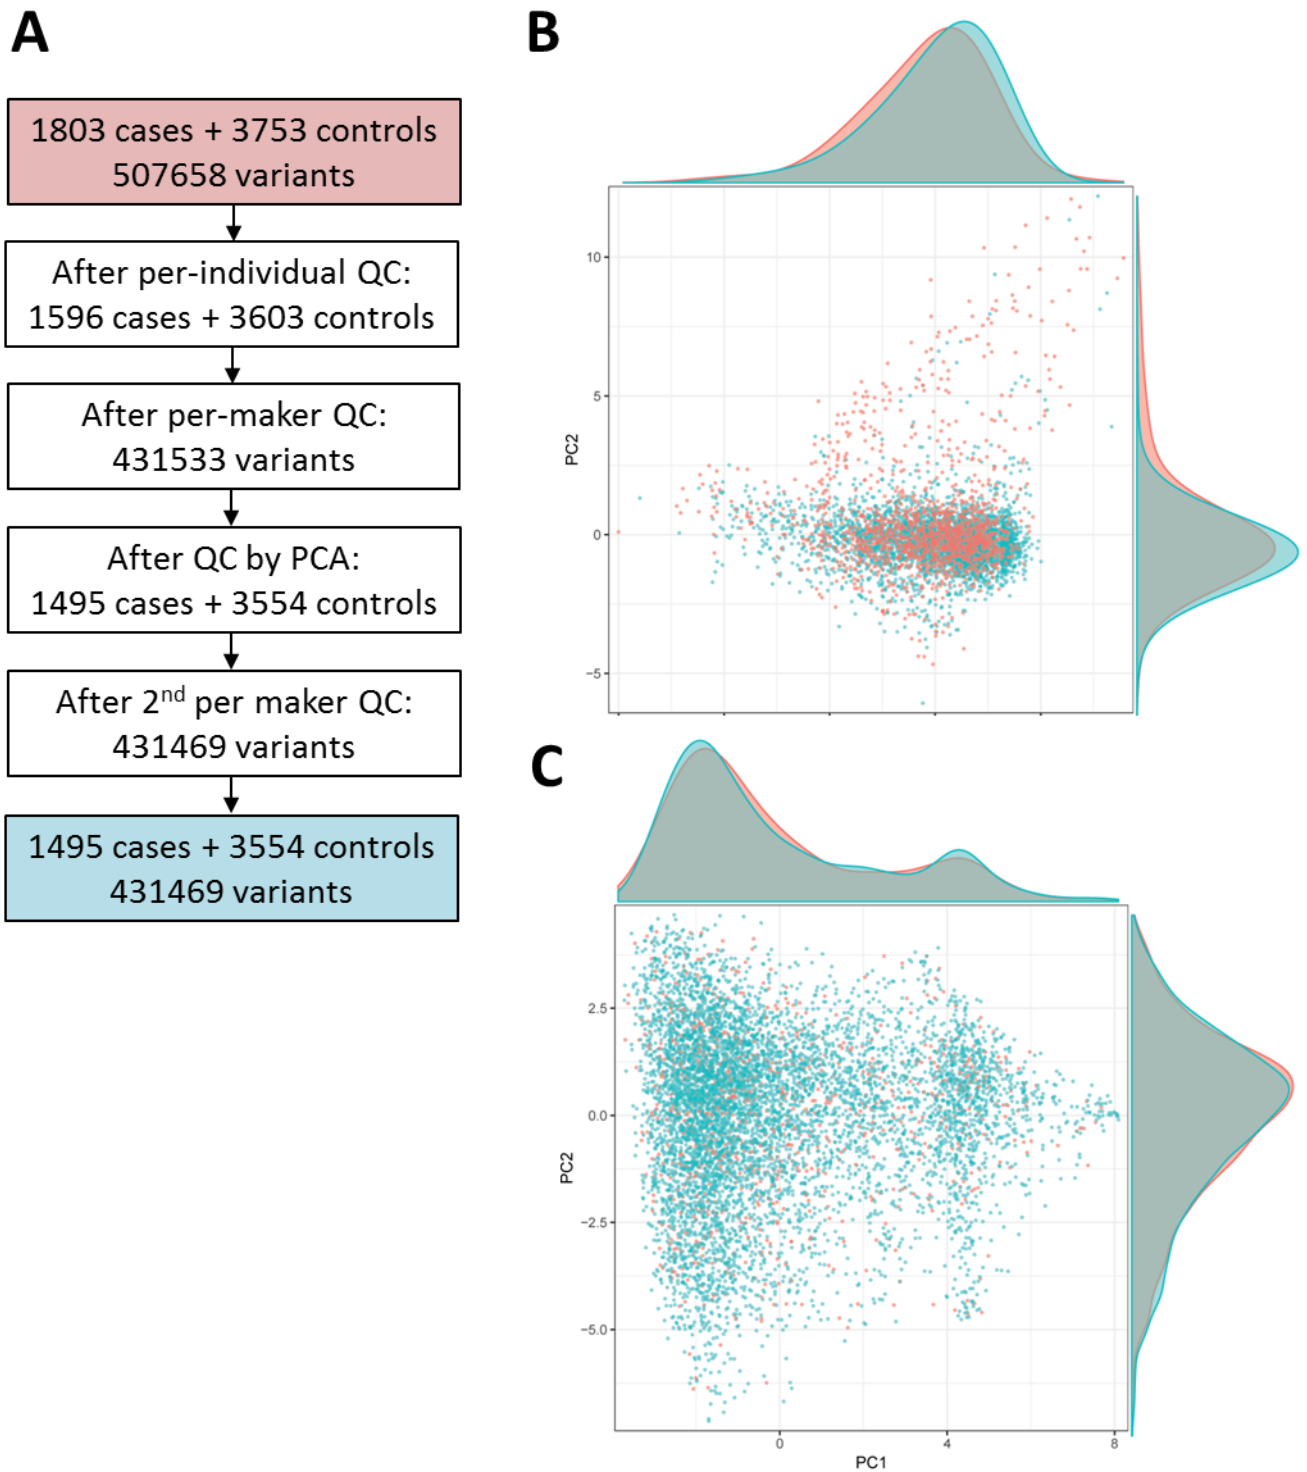 A
1803 cases + 3753 controls
507658 variants
After per-individual QC:
1596 cases + 3603 controls
After per-maker QC:
431533 variants
After QC by PCA:
1495 cases + 3554 controls
After 2nd per maker QC:
431469 variants
1495 cases + 3554 controls
431469 variants
B
10
5
0
−5
PC2
C
2.5
0.0
−2.5
−5.0
PC2
0 4 8
PC1